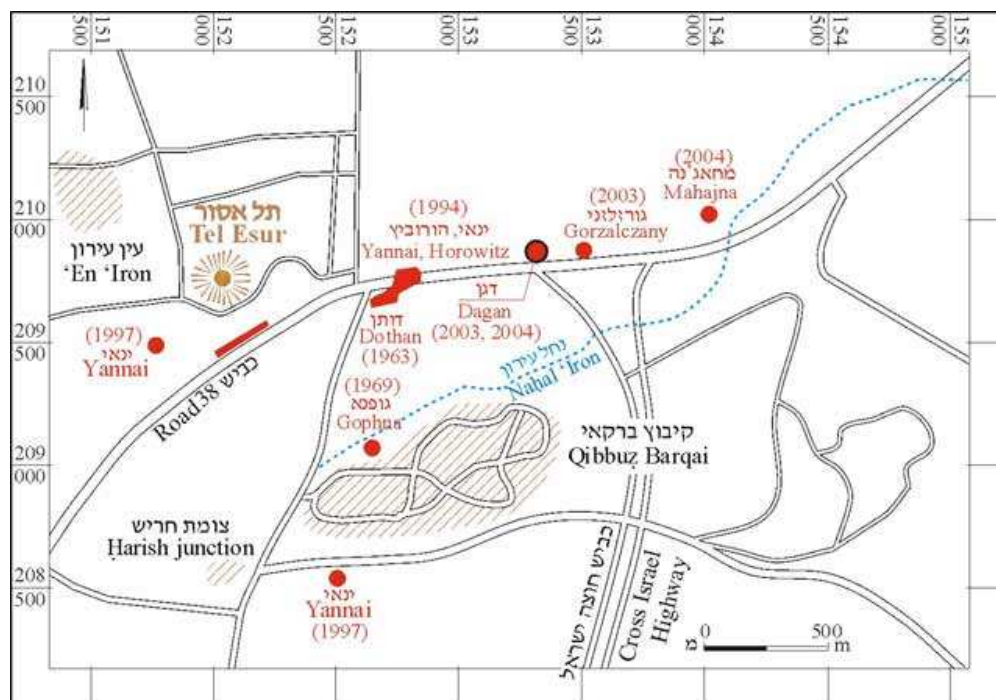 151
500
152
000
152
500
153
000
153
500
154
000
154
500
155
000
210
500
210
000
209
500
209
000
208
500
תל אסור
Tel Esur
עין עירון
‘En ‘Iron
(1997)
ינאי
Yannai
כביש Road 38
(1994)
ינאי, הורוביץ
Yannai, Horowitz
דותן
Dothan
(1963)
(1969)
גופנא
Gophna
דגן
Dagan
(2003, 2004)
(2003)
גורזלזני
Gorzalczany
(2004)
מחאג'נה
Mahajna
נחל עירון
Nahal ‘Iron
קיבוץ ברקאי
Qibbuẓ Barqai
צומת חריש
Ḥarish junction
ינאי
Yannai
(1997)
כביש חוצה ישראל
Cross Israel
Highway
0 500 m
מ